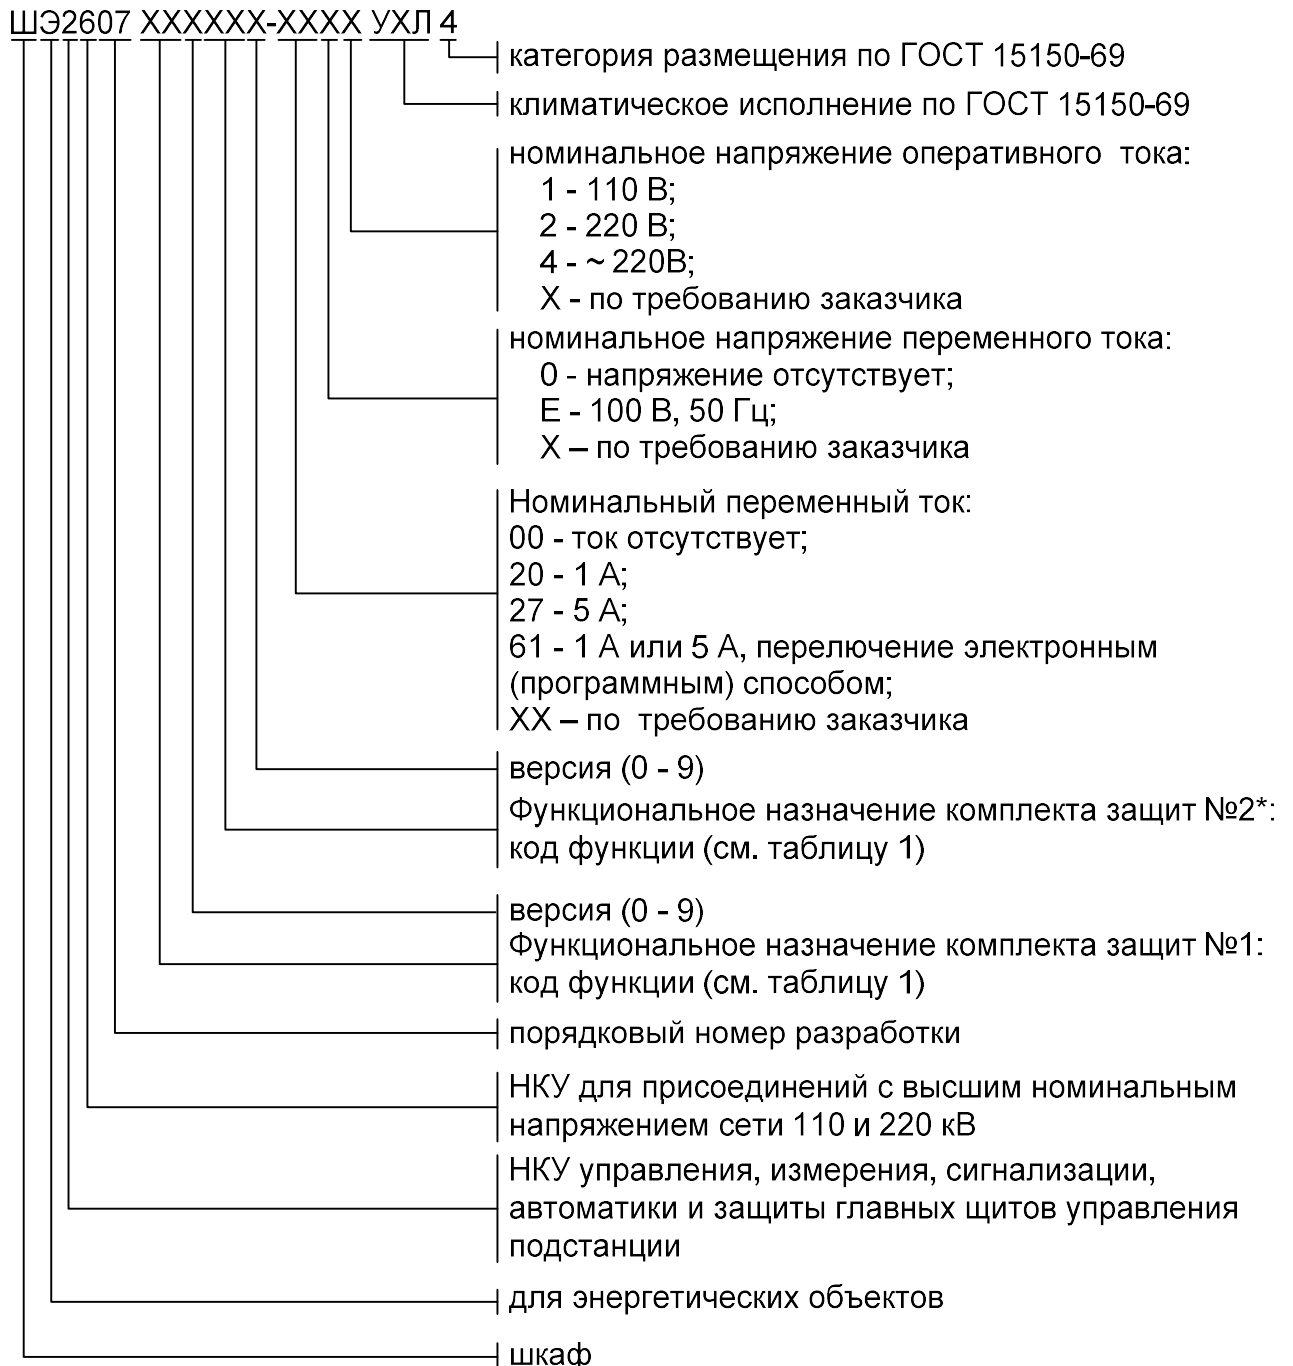 ШЭ2607 ХХХХХХ-ХХХХ УХЛ 4
категория размещения по ГОСТ 15150-69
климатическое исполнение по ГОСТ 15150-69
номинальное напряжение оперативного тока:
1 - 110 В;
2 - 220 В;
4 - ~ 220В;
Х - по требованию заказчика
номинальное напряжение переменного тока:
0 - напряжение отсутствует;
Е - 100 В, 50 Гц;
Х – по требованию заказчика
Номинальный переменный ток:
00 - ток отсутствует;
20 - 1 А;
27 - 5 А;
61 - 1 А или 5 А, перелючение электронным
(программным) способом;
ХХ – по требованию заказчика
версия (0 - 9)
Функциональное назначение комплекта защит №2*:
код функции (см. таблицу 1)
версия (0 - 9)
Функциональное назначение комплекта защит №1:
код функции (см. таблицу 1)
порядковый номер разработки
НКУ для присоединений с высшим номинальным
напряжением сети 110 и 220 кВ
НКУ управления, измерения, сигнализации,
автоматики и защиты главных щитов управления
подстанции
для энергетических объектов
шкаф